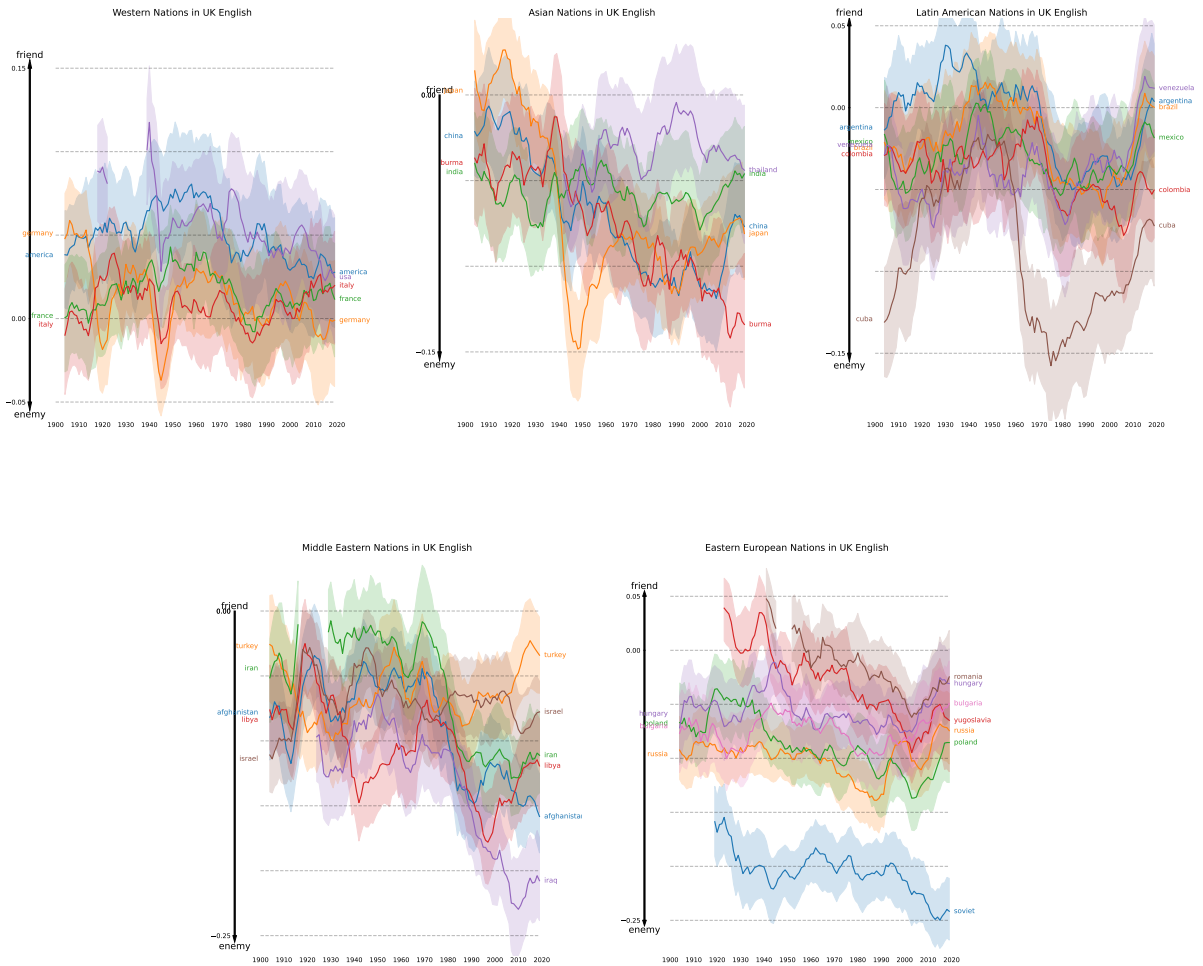 Western Nations in UK English
friend
0.15
germany
america
france
0.00
italy
america
usa
italy
france
germany
−0.05
enemy
1900 1910 1920 1930 1940 1950 1960 1970 1980 1990 2000 2010 2020
Asian Nations in UK English
friend
0.00
china
burma
india
thailand
india
china
japan
burma
−0.15
enemy
1900 1910 1920 1930 1940 1950 1960 1970 1980 1990 2000 2010 2020
Latin American Nations in UK English
friend
0.05
0.00
argentina
colombia
cuba
venezuela
argentina
brazil
mexico
colombia
cuba
−0.15
enemy
1900 1910 1920 1930 1940 1950 1960 1970 1980 1990 2000 2010 2020
Middle Eastern Nations in UK English
friend
0.00
turkey
iran
afghanistan
libya
israel
turkey
israel
iran
libya
afghanistan
iraq
−0.25
enemy
1900 1910 1920 1930 1940 1950 1960 1970 1980 1990 2000 2010 2020
Eastern European Nations in UK English
friend
0.05
0.00
hungary
poland
russia
romania
hungary
bulgaria
yugoslavia
russia
poland
soviet
−0.25
enemy
1900 1910 1920 1930 1940 1950 1960 1970 1980 1990 2000 2010 2020